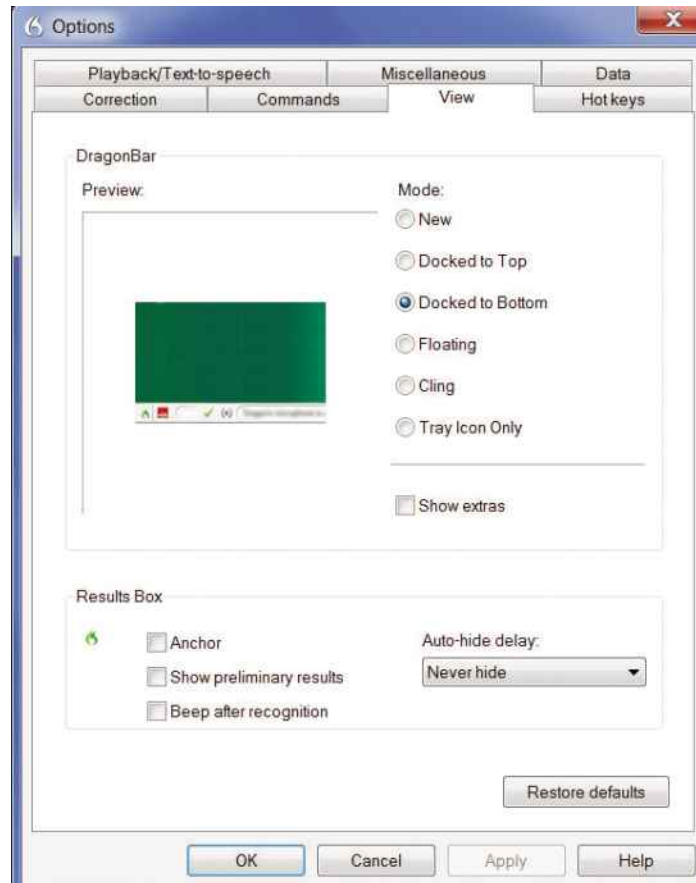 Options
Playback/Text-to-speech Miscellaneous Data
Correction Commands View Hot keys
DragonBar
Preview: Mode:
New
Docked to Top
Docked to Bottom
Floating
Cling
Tray Icon Only
Show extras
Results Box
Anchor Auto-hide delay:
Show preliminary results Never hide
Beep after recognition
Restore defaults
OK Cancel Apply Help